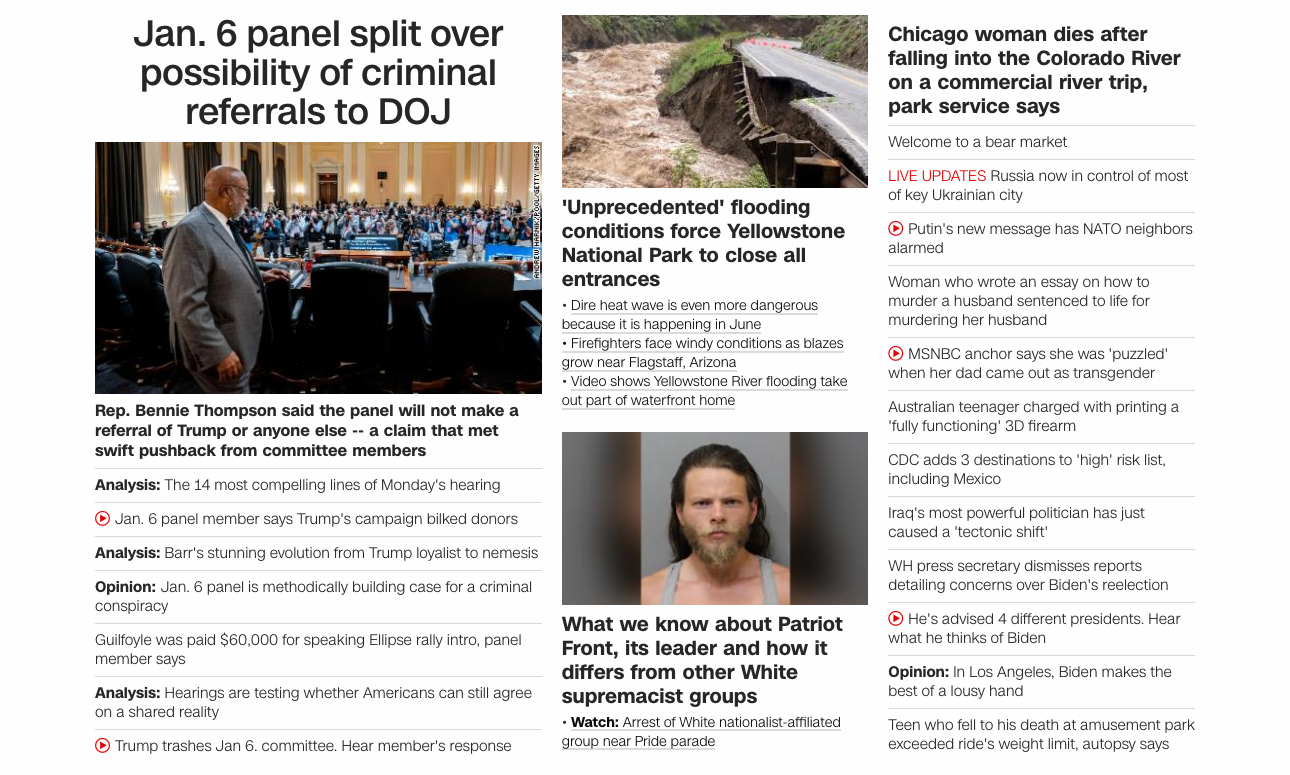 Jan. 6 panel split over
possibility of criminal
referrals to DOJ
ANDREW HARNIK/POOL/GETTY IMAGES
Rep. Bennie Thompson said the panel will not make a
referral of Trump or anyone else -- a claim that met
swift pushback from committee members
Analysis: The 14 most compelling lines of Monday's hearing
Jan. 6 panel member says Trump's campaign bilked donors
Analysis: Barr's stunning evolution from Trump loyalist to nemesis
Opinion: Jan. 6 panel is methodically building case for a criminal
conspiracy
Guilfoyle was paid $60,000 for speaking Ellipse rally intro, panel
member says
Analysis: Hearings are testing whether Americans can still agree
on a shared reality
Trump trashes Jan 6. committee. Hear member's response
'Unprecedented' flooding
conditions force Yellowstone
National Park to close all
entrances
• Dire heat wave is even more dangerous
because it is happening in June
• Firefighters face windy conditions as blazes
grow near Flagstaff, Arizona
• Video shows Yellowstone River flooding take
out part of waterfront home
What we know about Patriot
Front, its leader and how it
differs from other White
supremacist groups
• Watch: Arrest of White nationalist-affiliated
group near Pride parade
Chicago woman dies after
falling into the Colorado River
on a commercial river trip,
park service says
Welcome to a bear market
LIVE UPDATES Russia now in control of most
of key Ukrainian city
Putin's new message has NATO neighbors
alarmed
Woman who wrote an essay on how to
murder a husband sentenced to life for
murdering her husband
MSNBC anchor says she was 'puzzled'
when her dad came out as transgender
Australian teenager charged with printing a
'fully functioning' 3D firearm
CDC adds 3 destinations to 'high' risk list,
including Mexico
Iraq's most powerful politician has just
caused a 'tectonic shift'
WH press secretary dismisses reports
detailing concerns over Biden's reelection
He's advised 4 different presidents. Hear
what he thinks of Biden
Opinion: In Los Angeles, Biden makes the
best of a lousy hand
Teen who fell to his death at amusement park
exceeded ride's weight limit, autopsy says